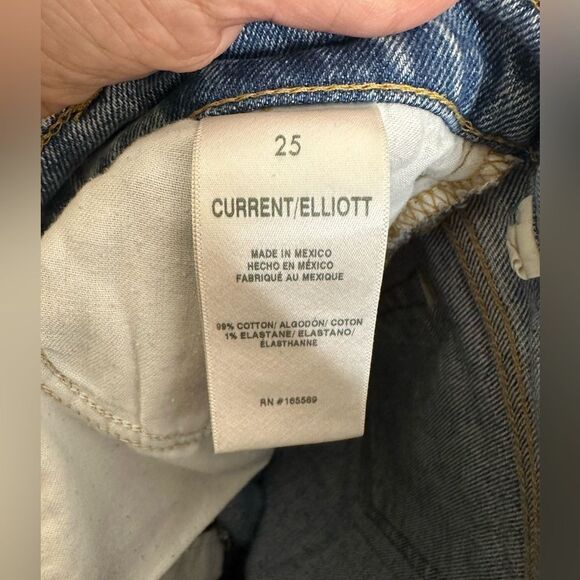 25
CURRENT/ELLIOTT
MADE IN MEXICO
HECHO EN MÉXICO
FABRIQUÉ AU MEXIQUE
99% COTTON/ ALGODÓN/ COTON
1% ELASTANE/ ELASTANO/
ÉLASTHANNE
RN #165569